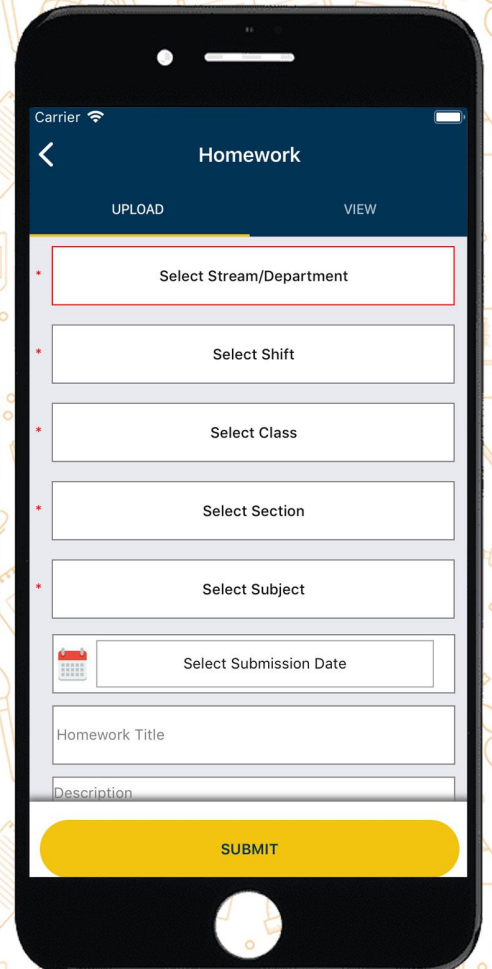 Carrier
Homework
UPLOAD VIEW
* Select Stream/Department
* Select Shift
* Select Class
* Select Section
* Select Subject
Select Submission Date
Homework Title
Description
SUBMIT